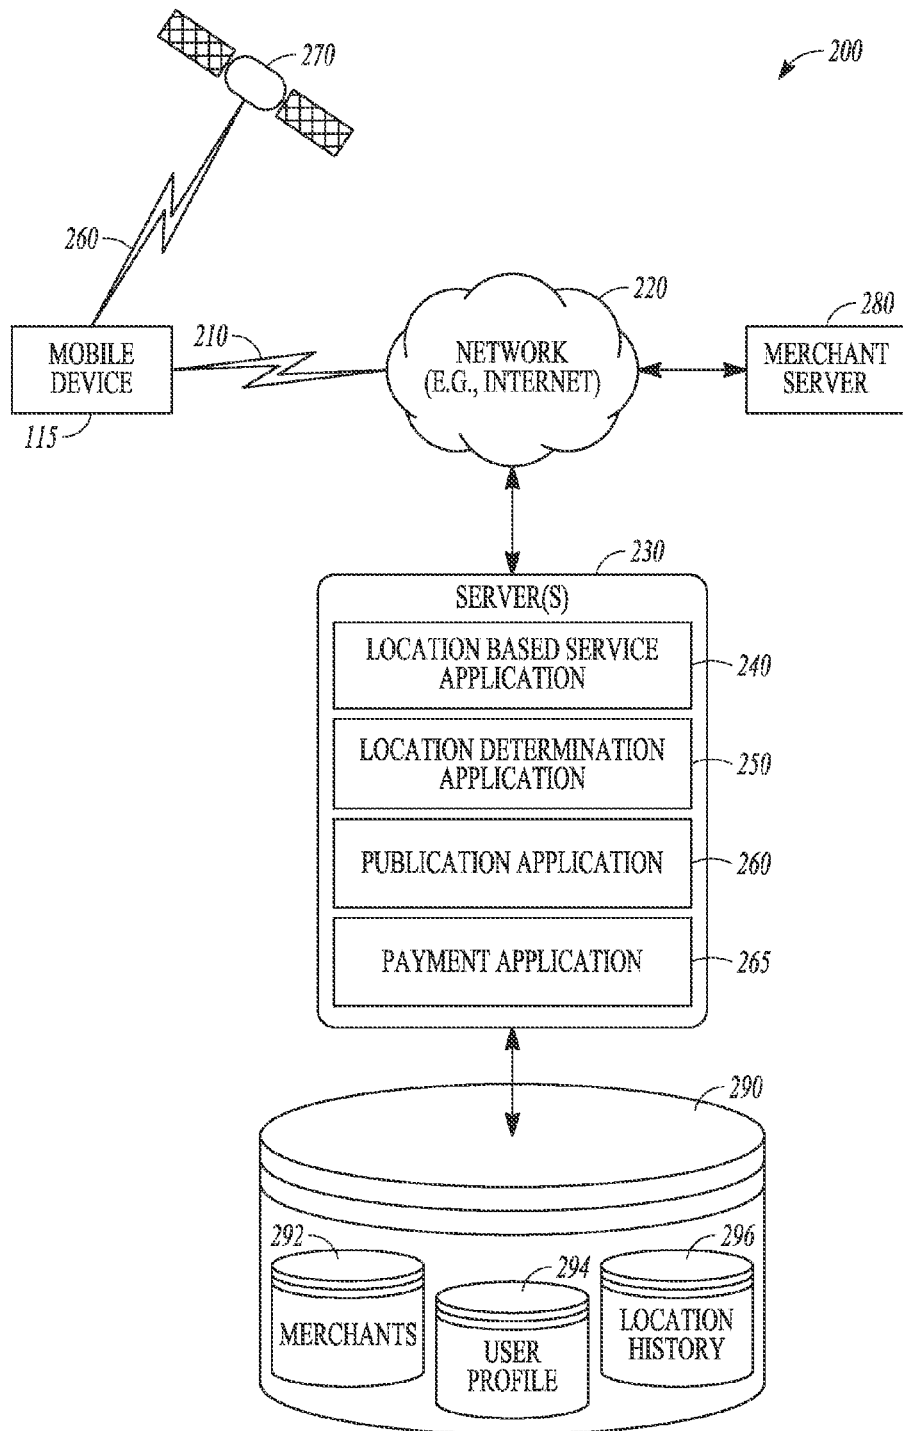 270
200
260
220
280
210
MOBILE
DEVICE
NETWORK
(E.G., INTERNET)
MERCHANT
SERVER
115
230
SERVER(S)
LOCATION BASED SERVICE
APPLICATION
240
LOCATION DETERMINATION
APPLICATION
250
PUBLICATION APPLICATION
260
PAYMENT APPLICATION
265
290
292
294
296
MERCHANTS
USER
PROFILE
LOCATION
HISTORY